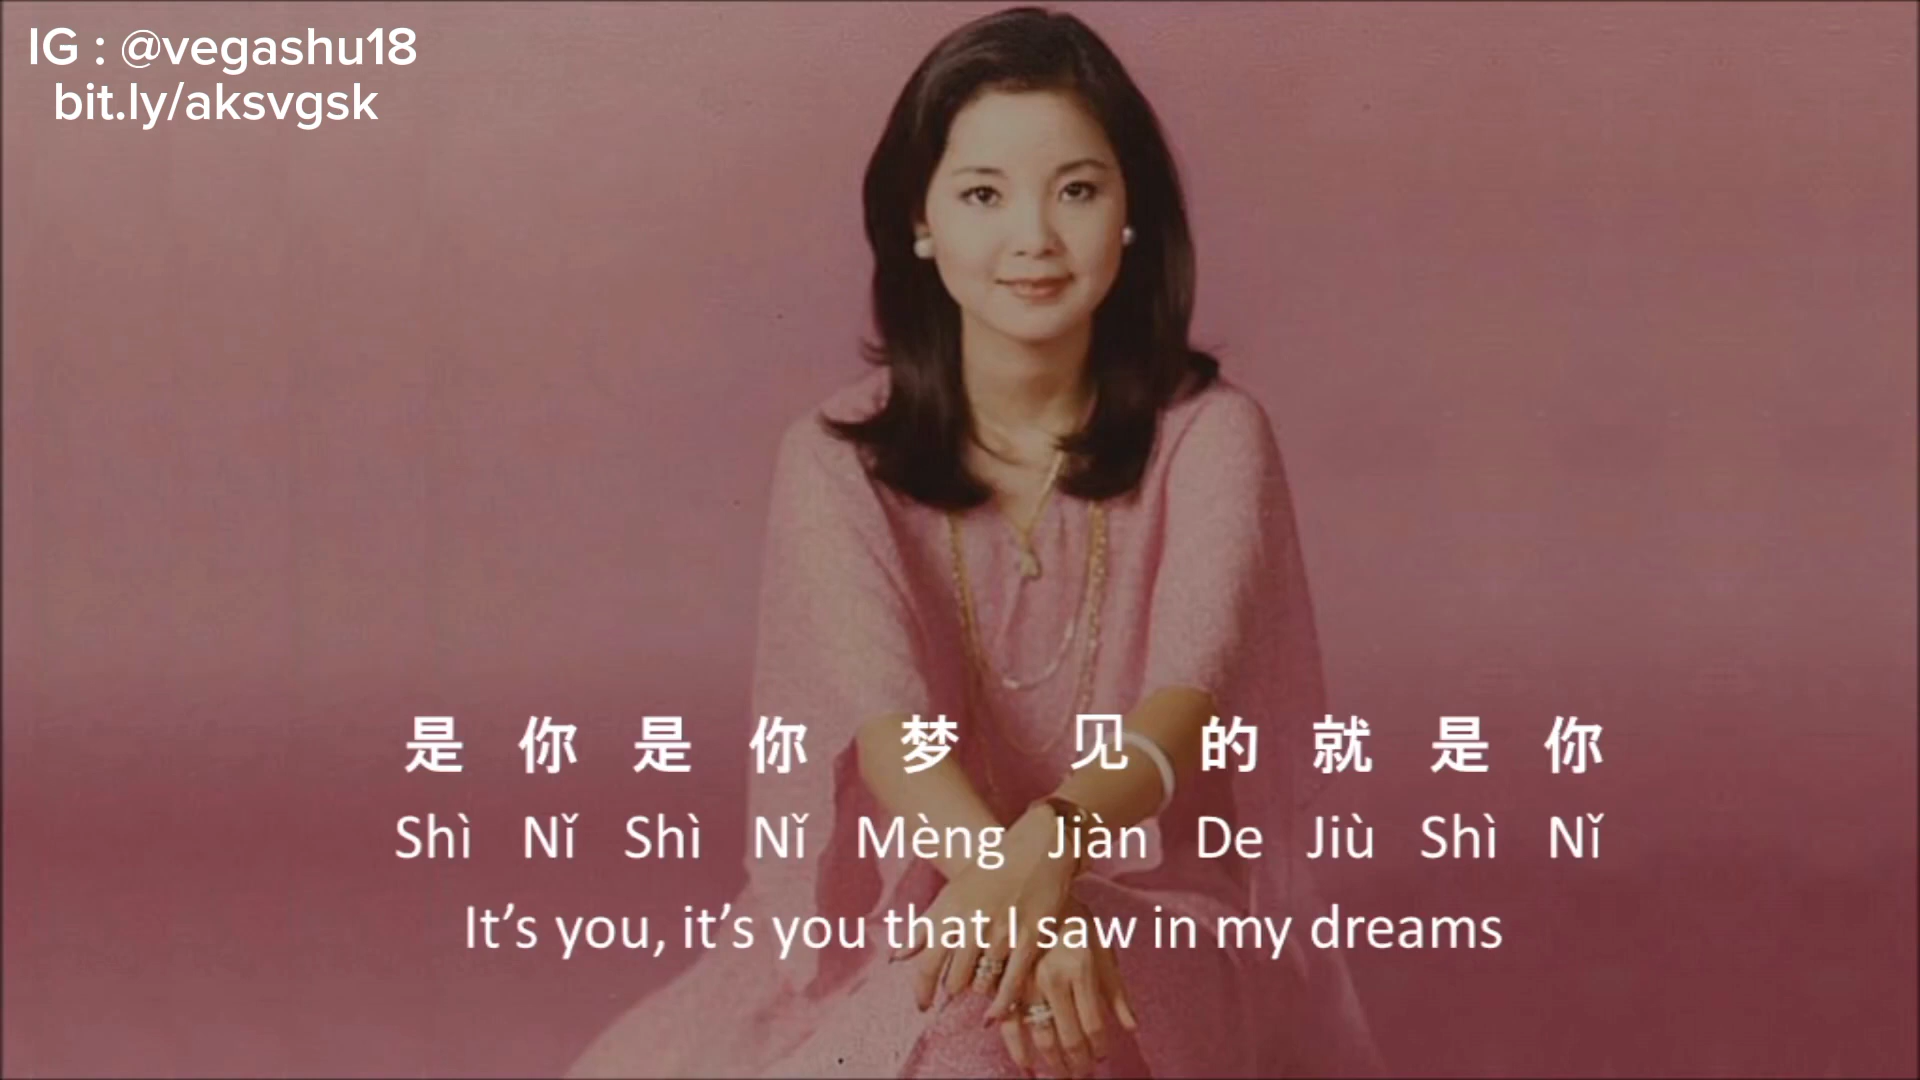 IG : @vegashu18
bit.ly/aksvgsk
是 你 是 你 梦 见 的 就 是 你
Shì Nǐ Shì Nǐ Mèng Jiàn De Jiù Shì Nǐ
It’s you, it’s you that I saw in my dreams